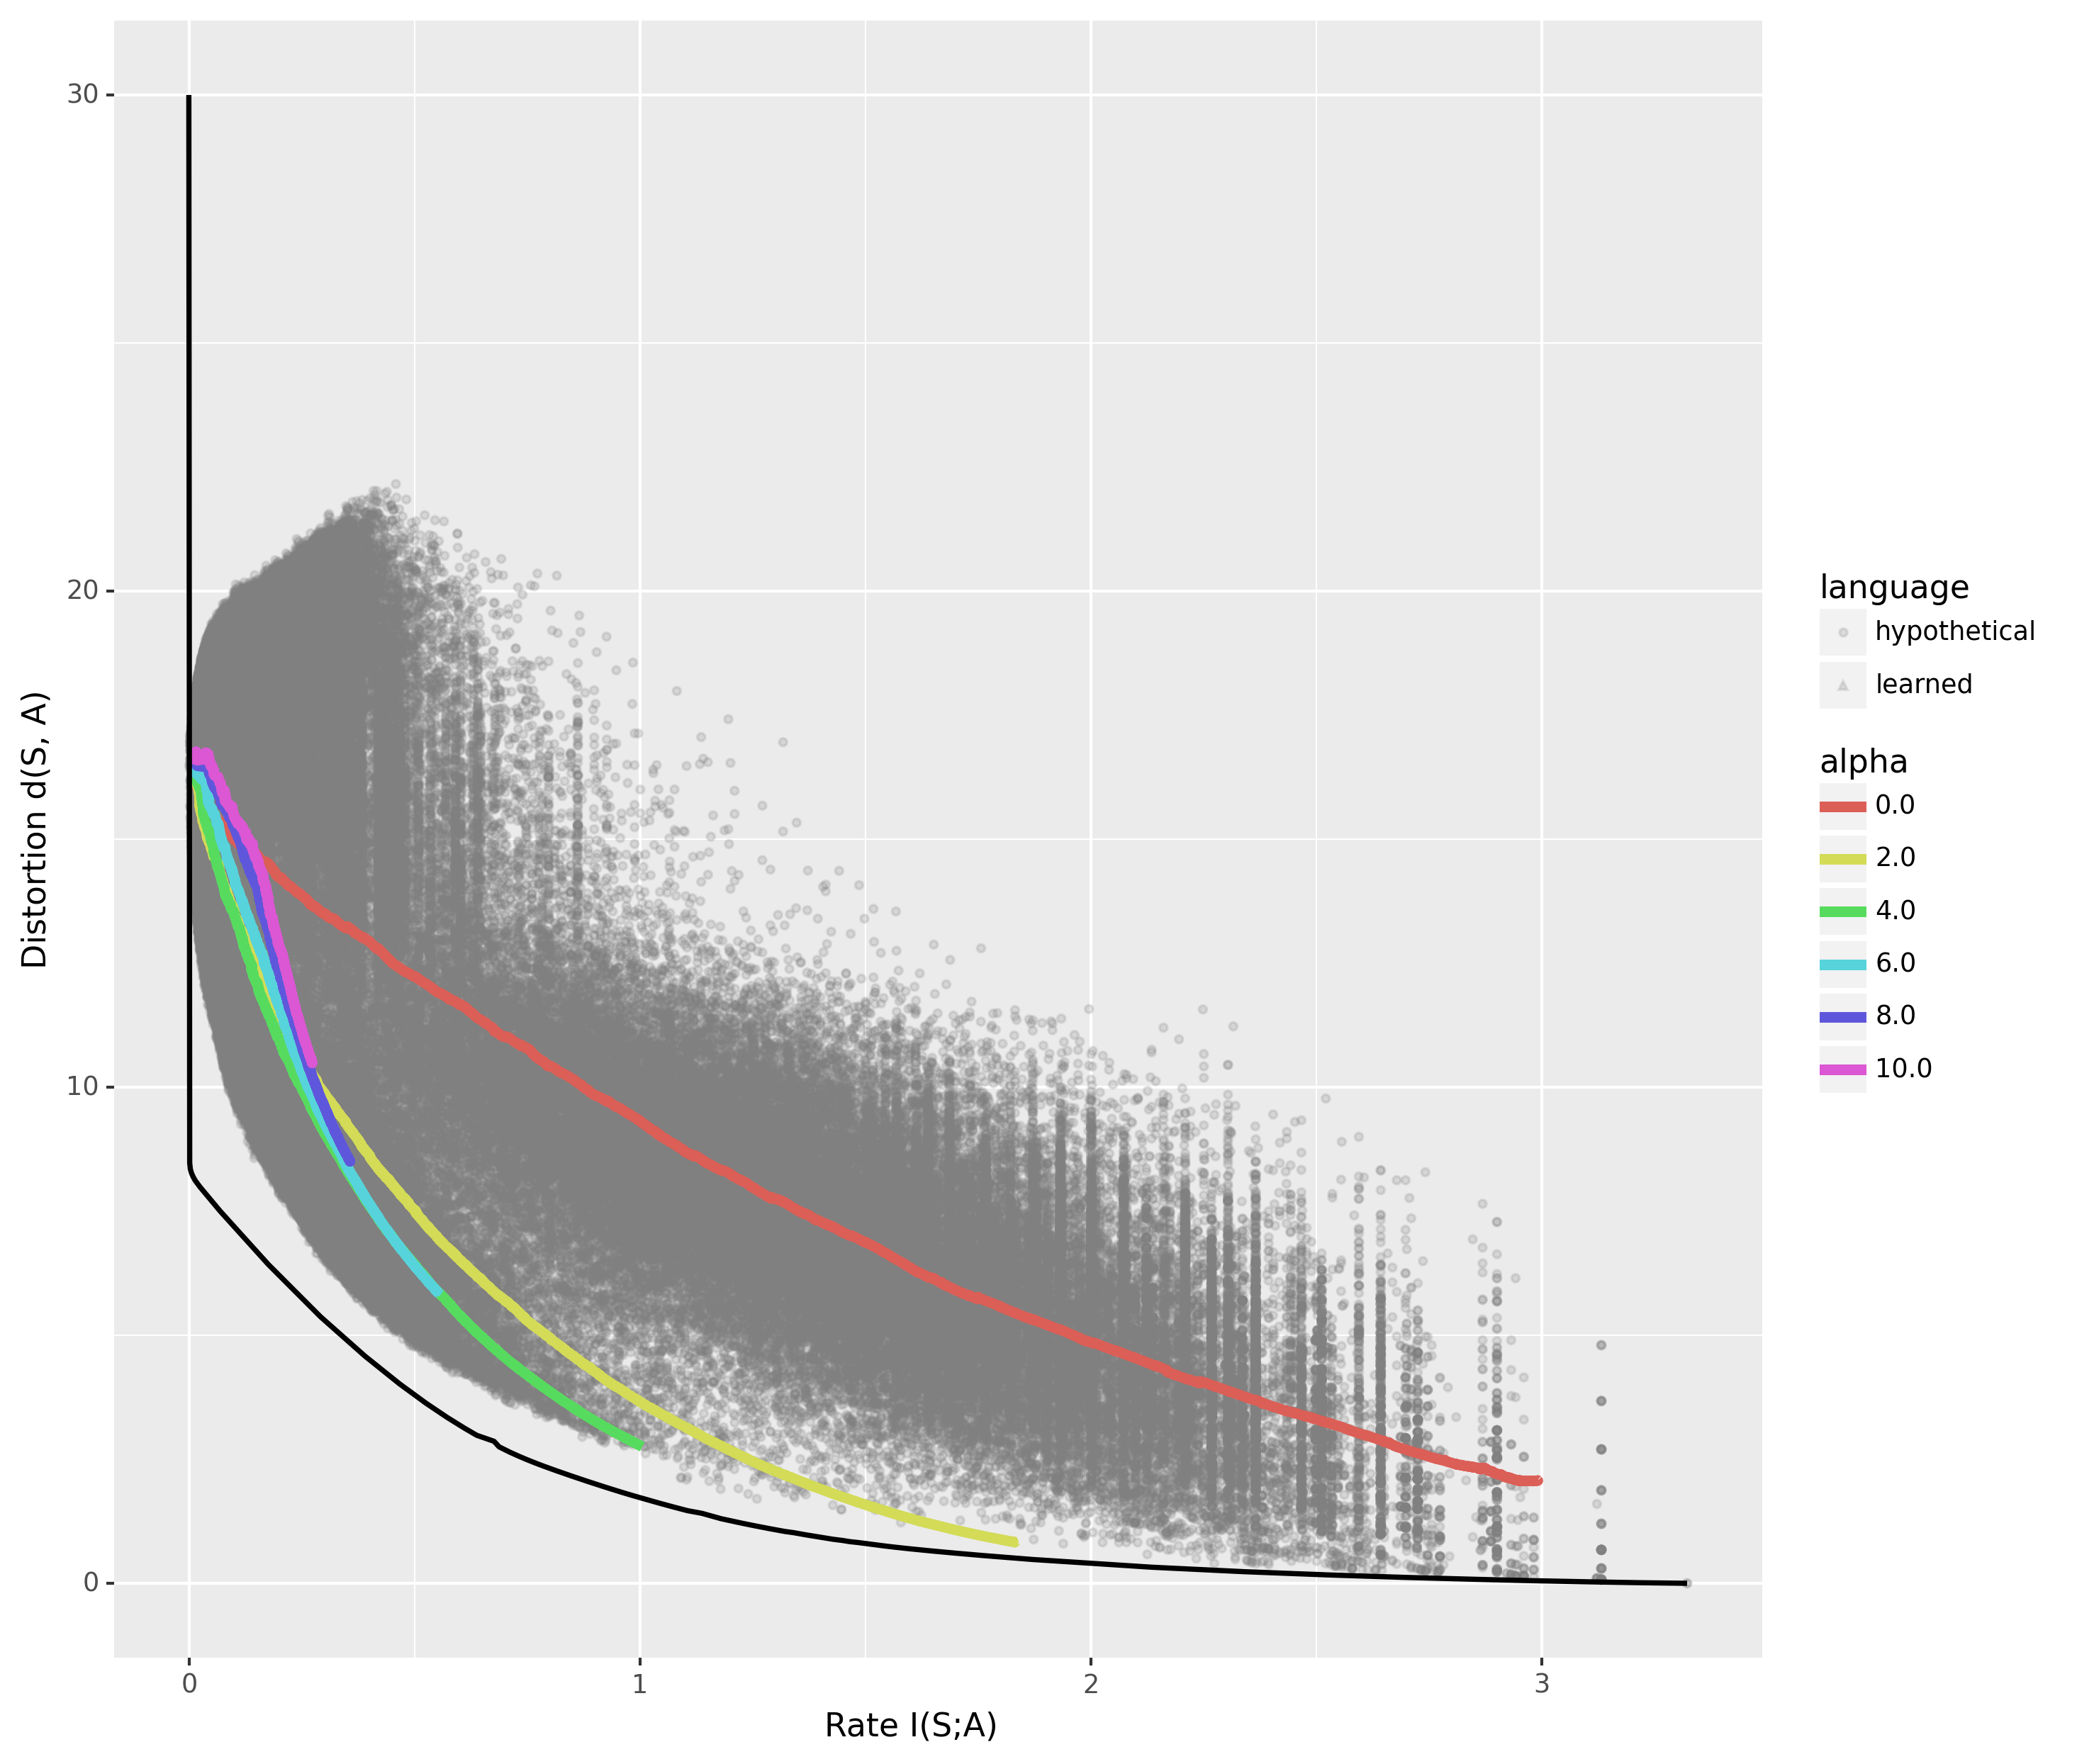 30
20
10
0
Distortion d(S, A)
0 1 2 3
Rate I(S;A)
language
hypothetical
learned
alpha
0.0
2.0
4.0
6.0
8.0
10.0